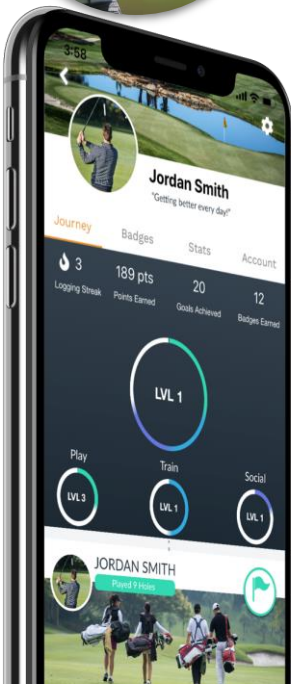 3:58
Jordan Smith
"Getting better every day!"
Journey Badges Stats Account
3 189 pts 20 12
Logging Streak Points Earned Goals Achieved Badges Earned
LVL 1
Play Train Social
LVL 3 LVL 1 LVL 1
JORDAN SMITH
Played 9 Holes